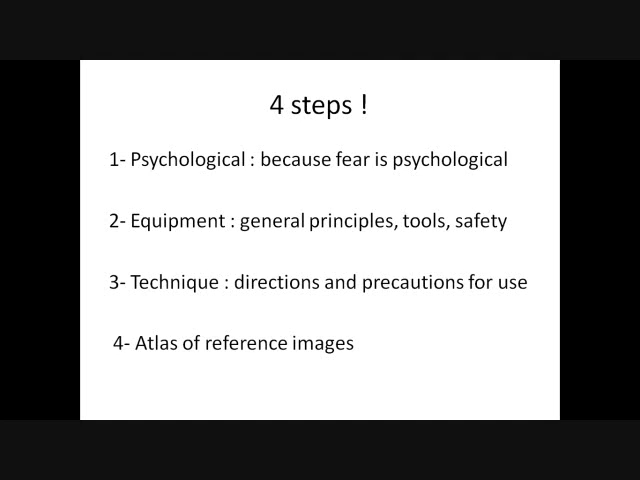 4 steps !
1- Psychological : because fear is psychological
2- Equipment : general principles, tools, safety
3- Technique : directions and precautions for use
4- Atlas of reference images